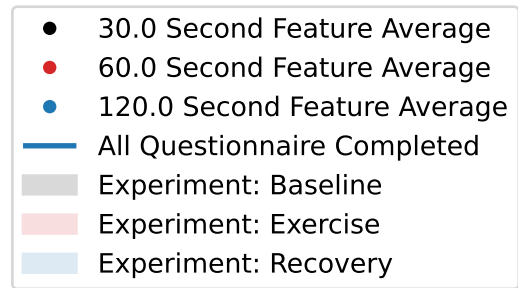 30.0 Second Feature Average
60.0 Second Feature Average
120.0 Second Feature Average
All Questionnaire Completed
Experiment: Baseline
Experiment: Exercise
Experiment: Recovery